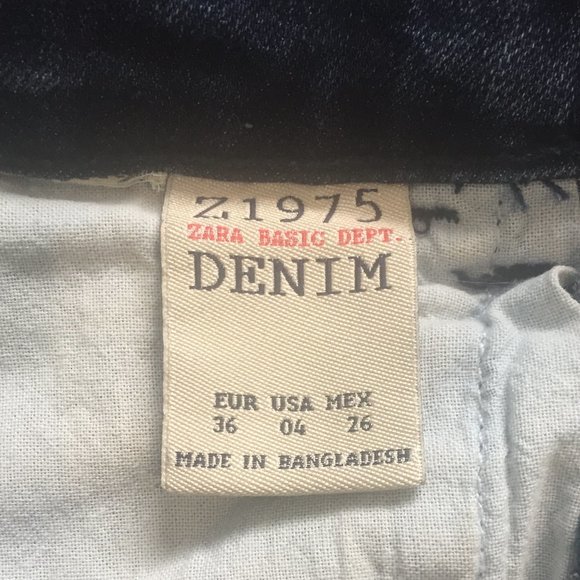 Z1975
ZARA BASIC DEPT.
DENIM
EUR USA MEX
36 04 26
MADE IN BANGLADESH